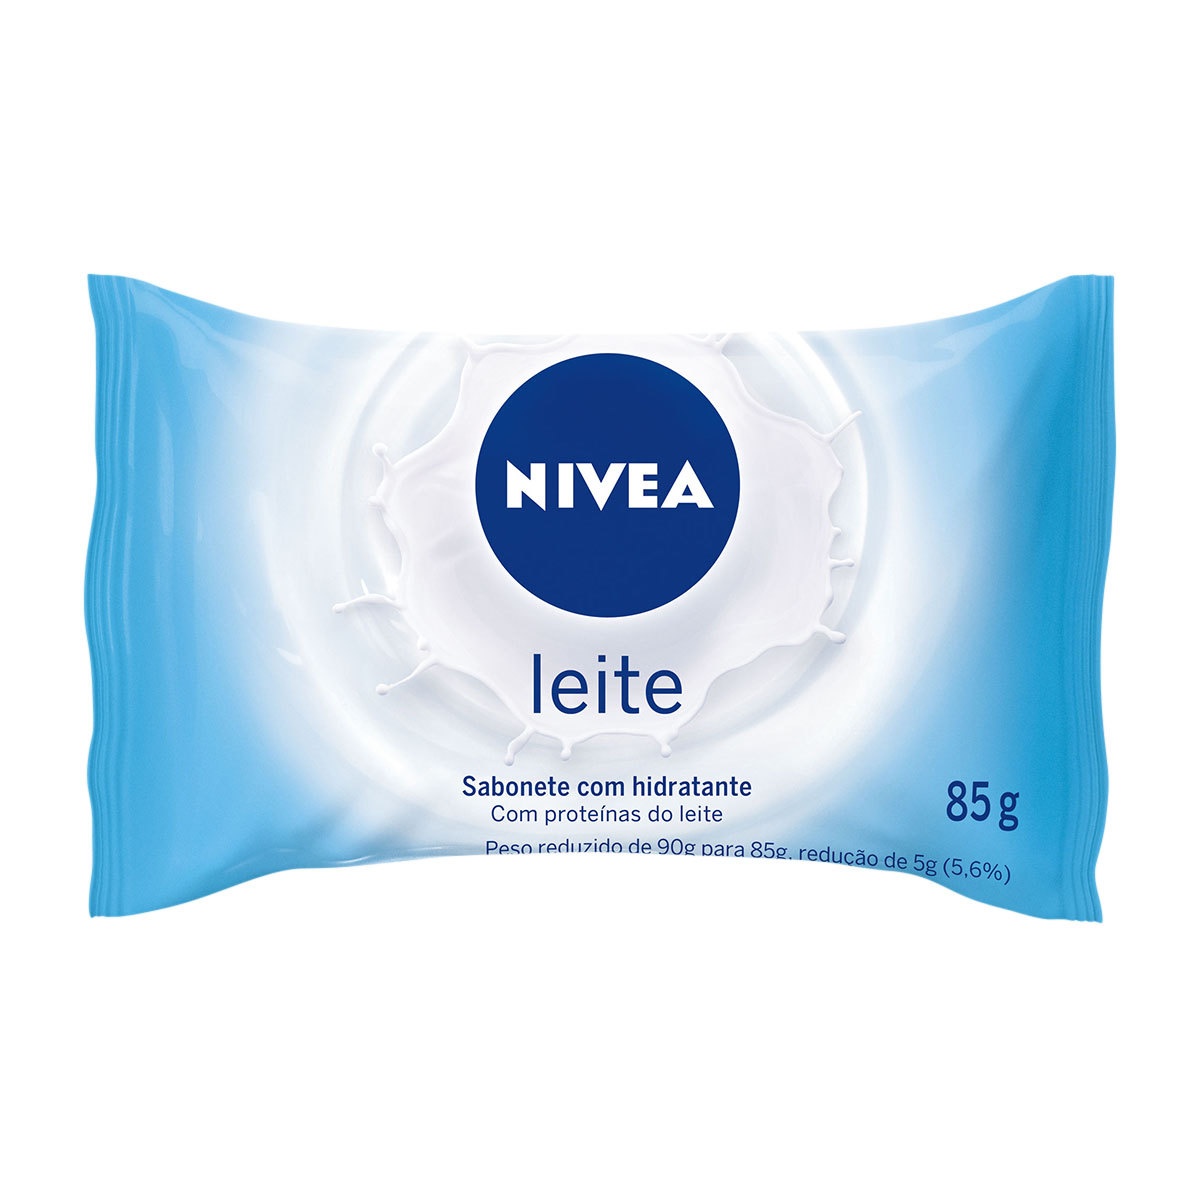 NIVEA
leite
Sabonete com hidratante
Com proteínas do leite
85 g
Peso reduzido de 90g para 85g, redução de 5g (5,6%)